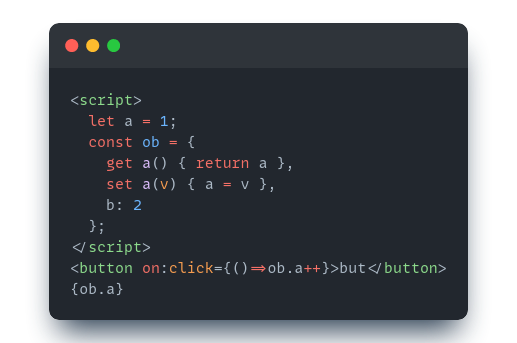 <script>
  let a = 1;
  const ob = {
    get a() { return a },
    set a(v) { a = v },
    b: 2
  };
</script>
<button on:click={()=>ob.a++}>but</button>
{ob.a}